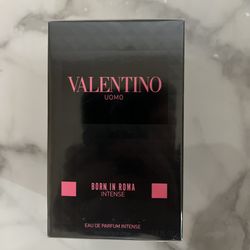 VALENTINO
UOMO
BORN IN ROMA
INTENSE
EAU DE PARFUM INTENSE